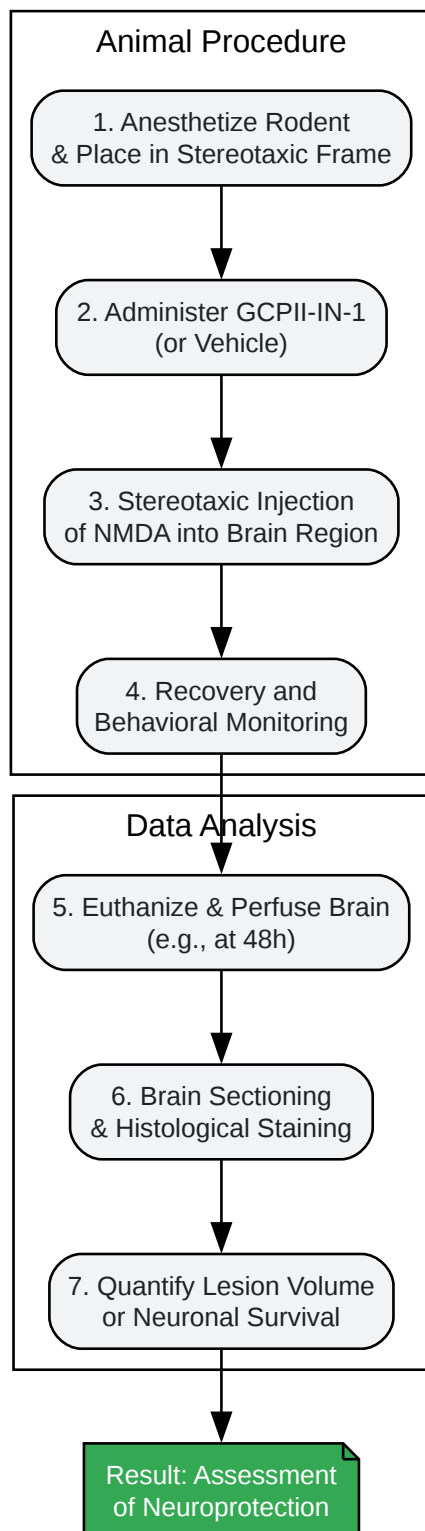 Animal Procedure
1. Anesthetize Rodent
& Place in Stereotaxic Frame
2. Administer GCPII-IN-1
(or Vehicle)
3. Stereotaxic Injection
of NMDA into Brain Region
4. Recovery and
Behavioral Monitoring
Data Analysis
5. Euthanize & Perfuse Brain
(e.g., at 48h)
6. Brain Sectioning
& Histological Staining
7. Quantify Lesion Volume
or Neuronal Survival
Result: Assessment
of Neuroprotection